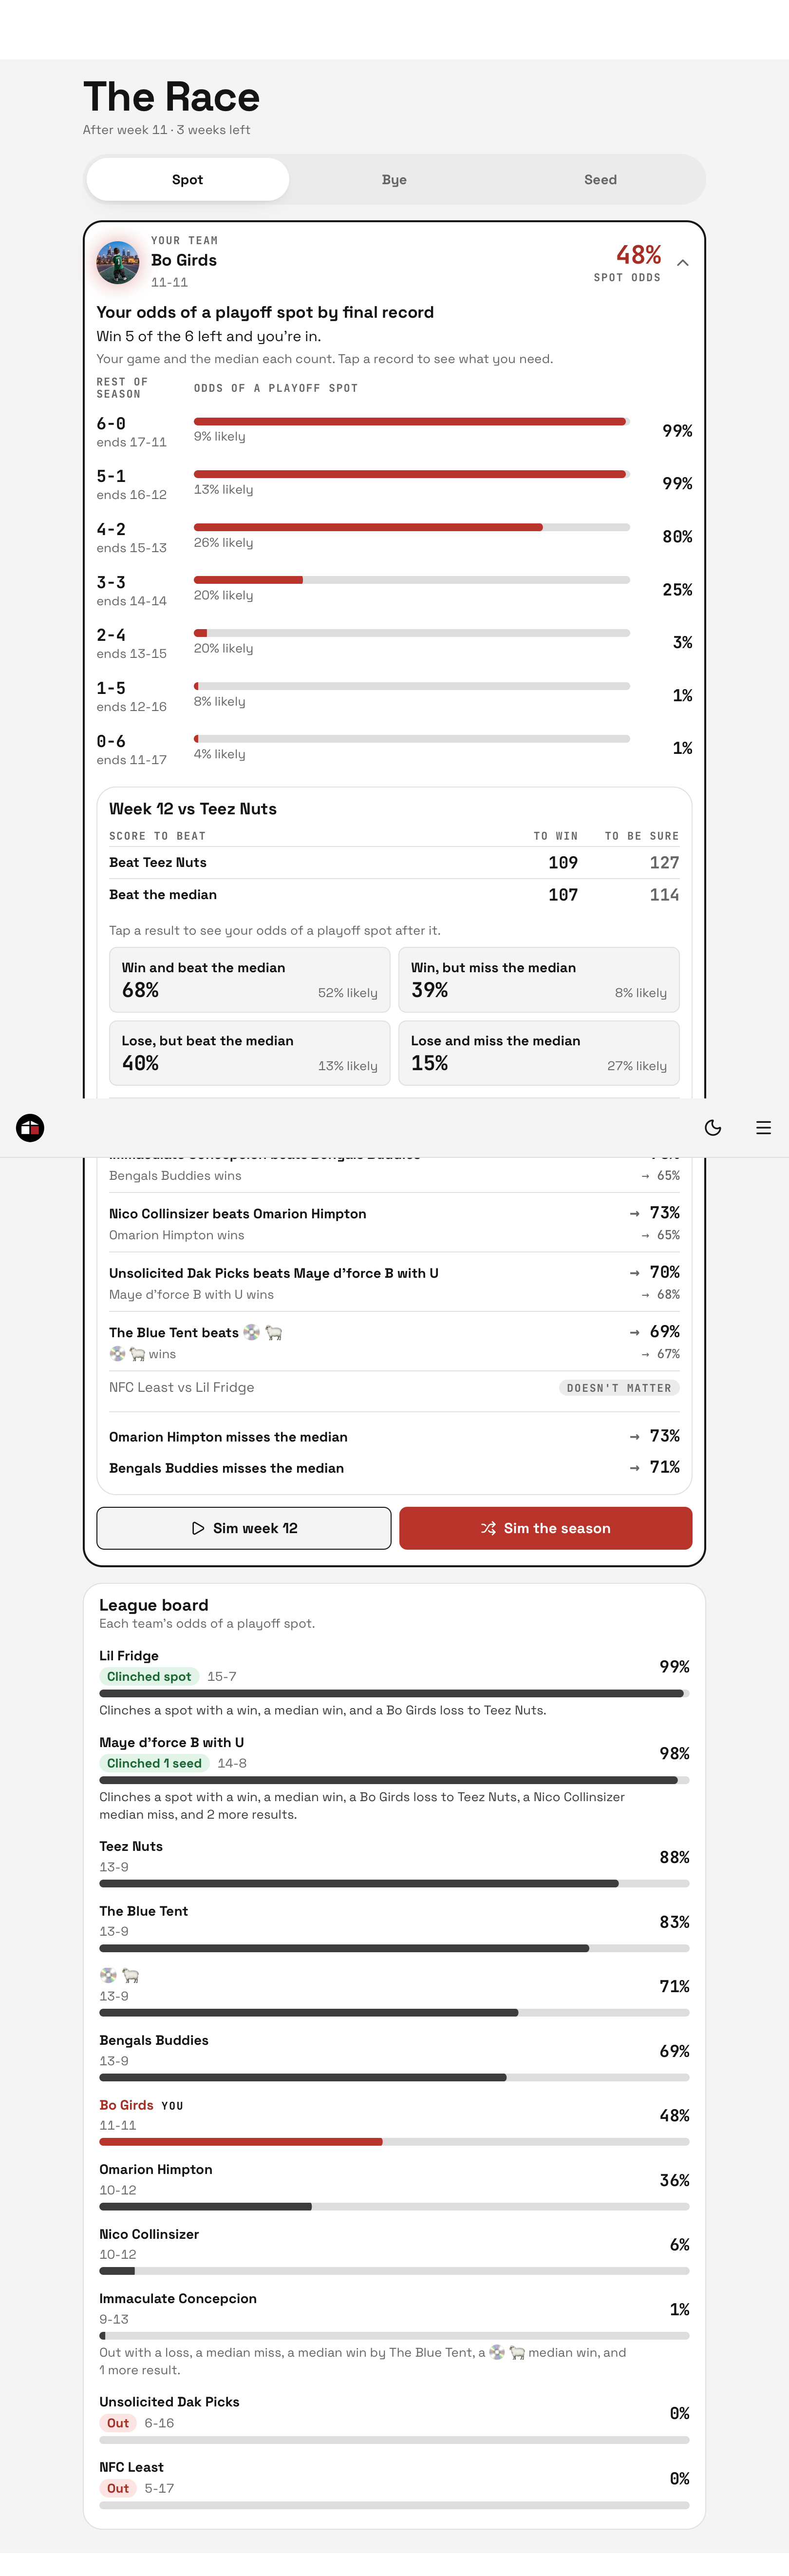 The Race
After week 11 · 3 weeks left
Spot
Bye
Seed
YOUR TEAM
Bo Girds
11-11
48%
SPOT ODDS
Your odds of a playoff spot by final record
Win 5 of the 6 left and you're in.
Your game and the median each count. Tap a record to see what you need.
REST OF SEASON
ODDS OF A PLAYOFF SPOT
6-0
ends 17-11
9% likely
99%
5-1
ends 16-12
13% likely
99%
4-2
ends 15-13
26% likely
80%
3-3
ends 14-14
20% likely
25%
2-4
ends 13-15
20% likely
3%
1-5
ends 12-16
8% likely
1%
0-6
ends 11-17
4% likely
1%
Week 12 vs Teez Nuts
SCORE TO BEAT TO WIN TO BE SURE
Beat Teez Nuts 109 127
Beat the median 107 114
Tap a result to see your odds of a playoff spot after it.
Win and beat the median
68% 52% likely
Win, but miss the median
39% 8% likely
Lose, but beat the median
40% 13% likely
Lose and miss the median
15% 27% likely
Bengals Buddies wins → 65%
Nico Collinsizer beats Omarion Himpton → 73%
Omarion Himpton wins → 65%
Unsolicited Dak Picks beats Maye d'force B with U → 70%
Maye d'force B with U wins → 68%
The Blue Tent beats 💿 🐑 → 69%
💿 🐑 wins → 67%
NFC Least vs Lil Fridge DOESN'T MATTER
Omarion Himpton misses the median → 73%
Bengals Buddies misses the median → 71%
Sim week 12
Sim the season
League board
Each team's odds of a playoff spot.
Lil Fridge
Clinched spot 15-7
99%
Clinches a spot with a win, a median win, and a Bo Girds loss to Teez Nuts.
Maye d'force B with U
Clinched 1 seed 14-8
98%
Clinches a spot with a win, a median win, a Bo Girds loss to Teez Nuts, a Nico Collinsizer
median miss, and 2 more results.
Teez Nuts
13-9
88%
The Blue Tent
13-9
83%
💿 🐑
13-9
71%
Bengals Buddies
13-9
69%
Bo Girds YOU
11-11
48%
Omarion Himpton
10-12
36%
Nico Collinsizer
10-12
6%
Immaculate Concepcion
9-13
1%
Out with a loss, a median miss, a median win by The Blue Tent, a 💿 🐑 median win, and
1 more result.
Unsolicited Dak Picks
Out 6-16
0%
NFC Least
Out 5-17
0%